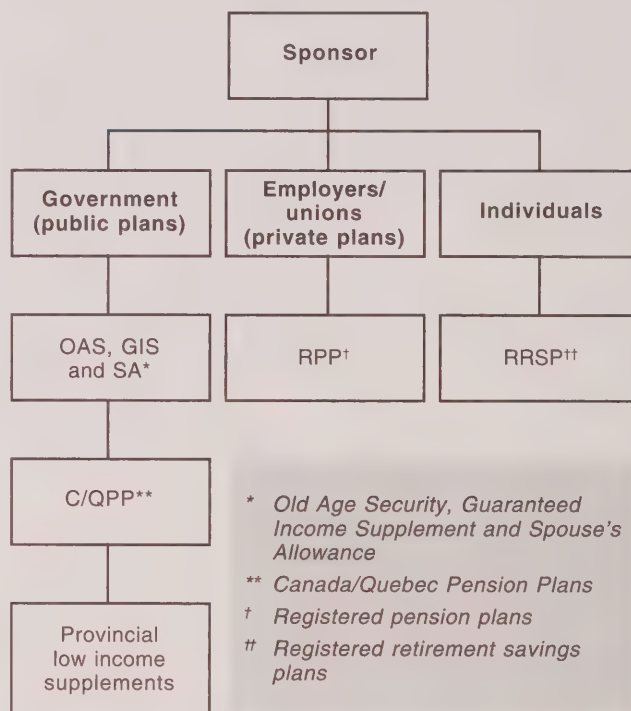 Sponsor
Government
(public plans)
Employers/
unions
(private plans)
Individuals
OAS, GIS
and SA*
RPP†
RRSP††
C/QPP**
Provincial
low income
supplements
* Old Age Security, Guaranteed
Income Supplement and Spouse's
Allowance
** Canada/Quebec Pension Plans
† Registered pension plans
†† Registered retirement savings
plans